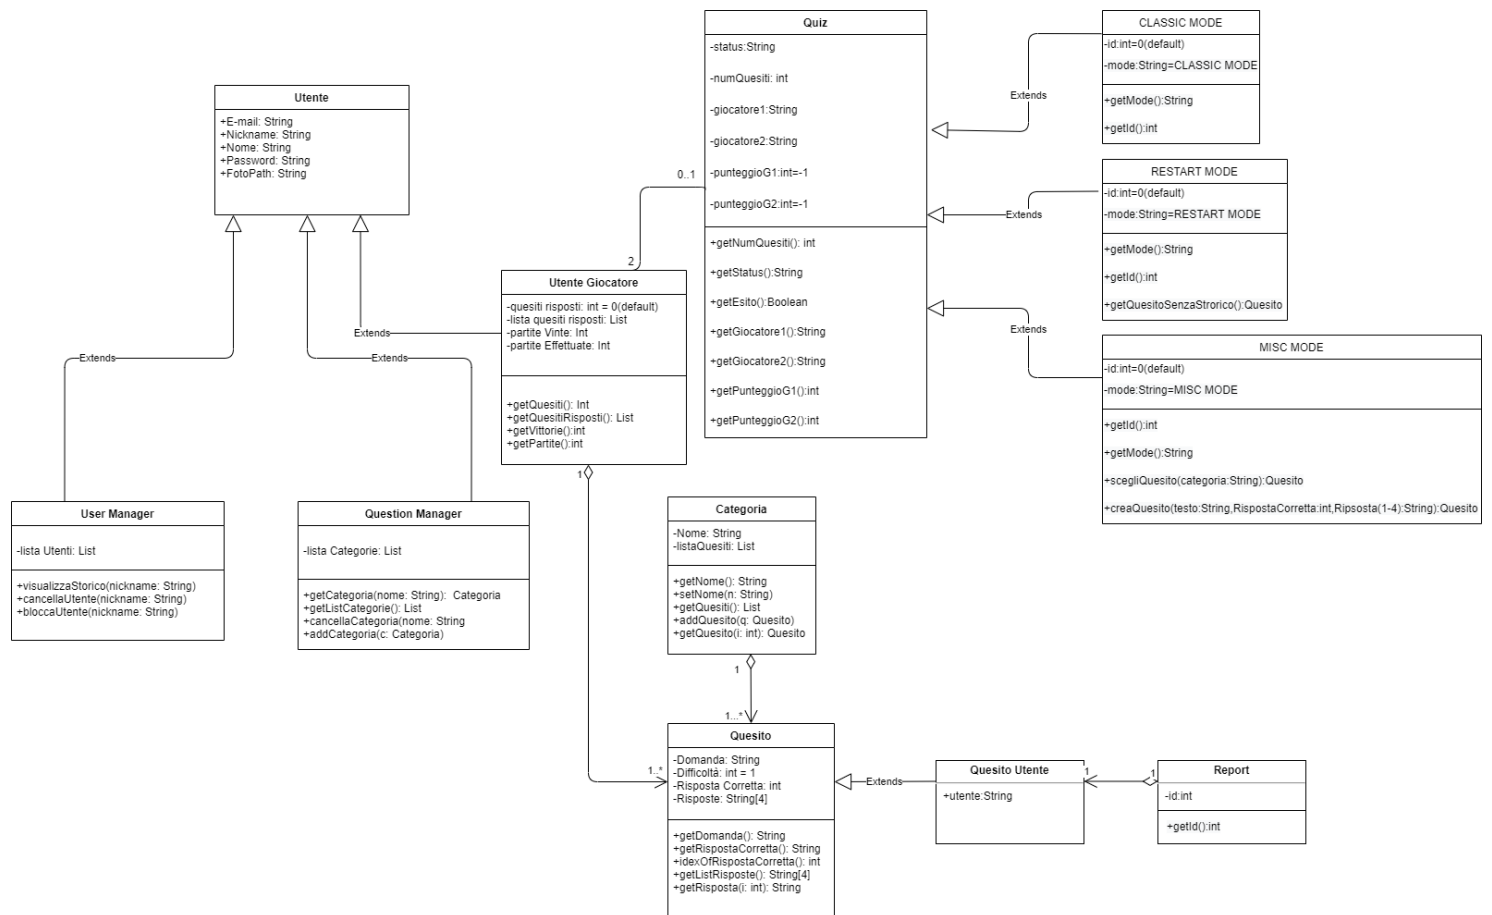 Utente
+E-mail: String
+Nickname: String
+Nome: String
+Password: String
+FotoPath: String
Extends
Extends
Extends
User Manager
-lista Utenti: List
+visualizzaStorico(nickname: String)
+cancellaUtente(nickname: String)
+bloccaUtente(nickname: String)
Question Manager
-lista Categorie: List
+getCategoria(nome: String): Categoria
+getListCategorie(): List
+cancellaCategoria(nome: String
+addCategoria(c: Categoria)
Utente Giocatore
-quesiti risposti: int = 0(default)
-lista quesiti risposti: List
-partite Vinte: Int
-partite Effettuate: Int
+getQuesiti(): Int
+getQuesitiRisposti(): List
+getVittorie():int
+getPartite():int
2
0..1
1
1..*
Quiz
-status:String
-numQuesiti: int
-giocatore1:String
-giocatore2:String
-punteggioG1:int=-1
-punteggioG2:int=-1
+getNumQuesiti(): int
+getStatus():String
+getEsito():Boolean
+getGiocatore1():String
+getGiocatore2():String
+getPunteggioG1():int
+getPunteggioG2():int
Extends
Extends
Extends
CLASSIC MODE
-id:int=0(default)
-mode:String=CLASSIC MODE
+getMode():String
+getId():int
RESTART MODE
-id:int=0(default)
-mode:String=RESTART MODE
+getMode():String
+getId():int
+getQuesitoSenzaStrorico():Quesito
MISC MODE
-id:int=0(default)
-mode:String=MISC MODE
+getId():int
+getMode():String
+scegliQuesito(categoria:String):Quesito
+creaQuesito(testo:String,RispostaCorretta:int,Ripsosta(1-4):String):Quesito
Categoria
-Nome: String
-listaQuesiti: List
+getNome(): String
+setNome(n: String)
+getQuesiti(): List
+addQuesito(q: Quesito)
+getQuesito(i: int): Quesito
1
1...*
Quesito
-Domanda: String
-Difficoltà: int = 1
-Risposta Corretta: int
-Risposte: String[4]
+getDomanda(): String
+getRispostaCorretta(): String
+idexOfRispostaCorretta(): int
+getListRisposte(): String[4]
+getRisposta(i: int): String
Extends
Quesito Utente
+utente:String
1
1
Report
-id:int
+getId():int